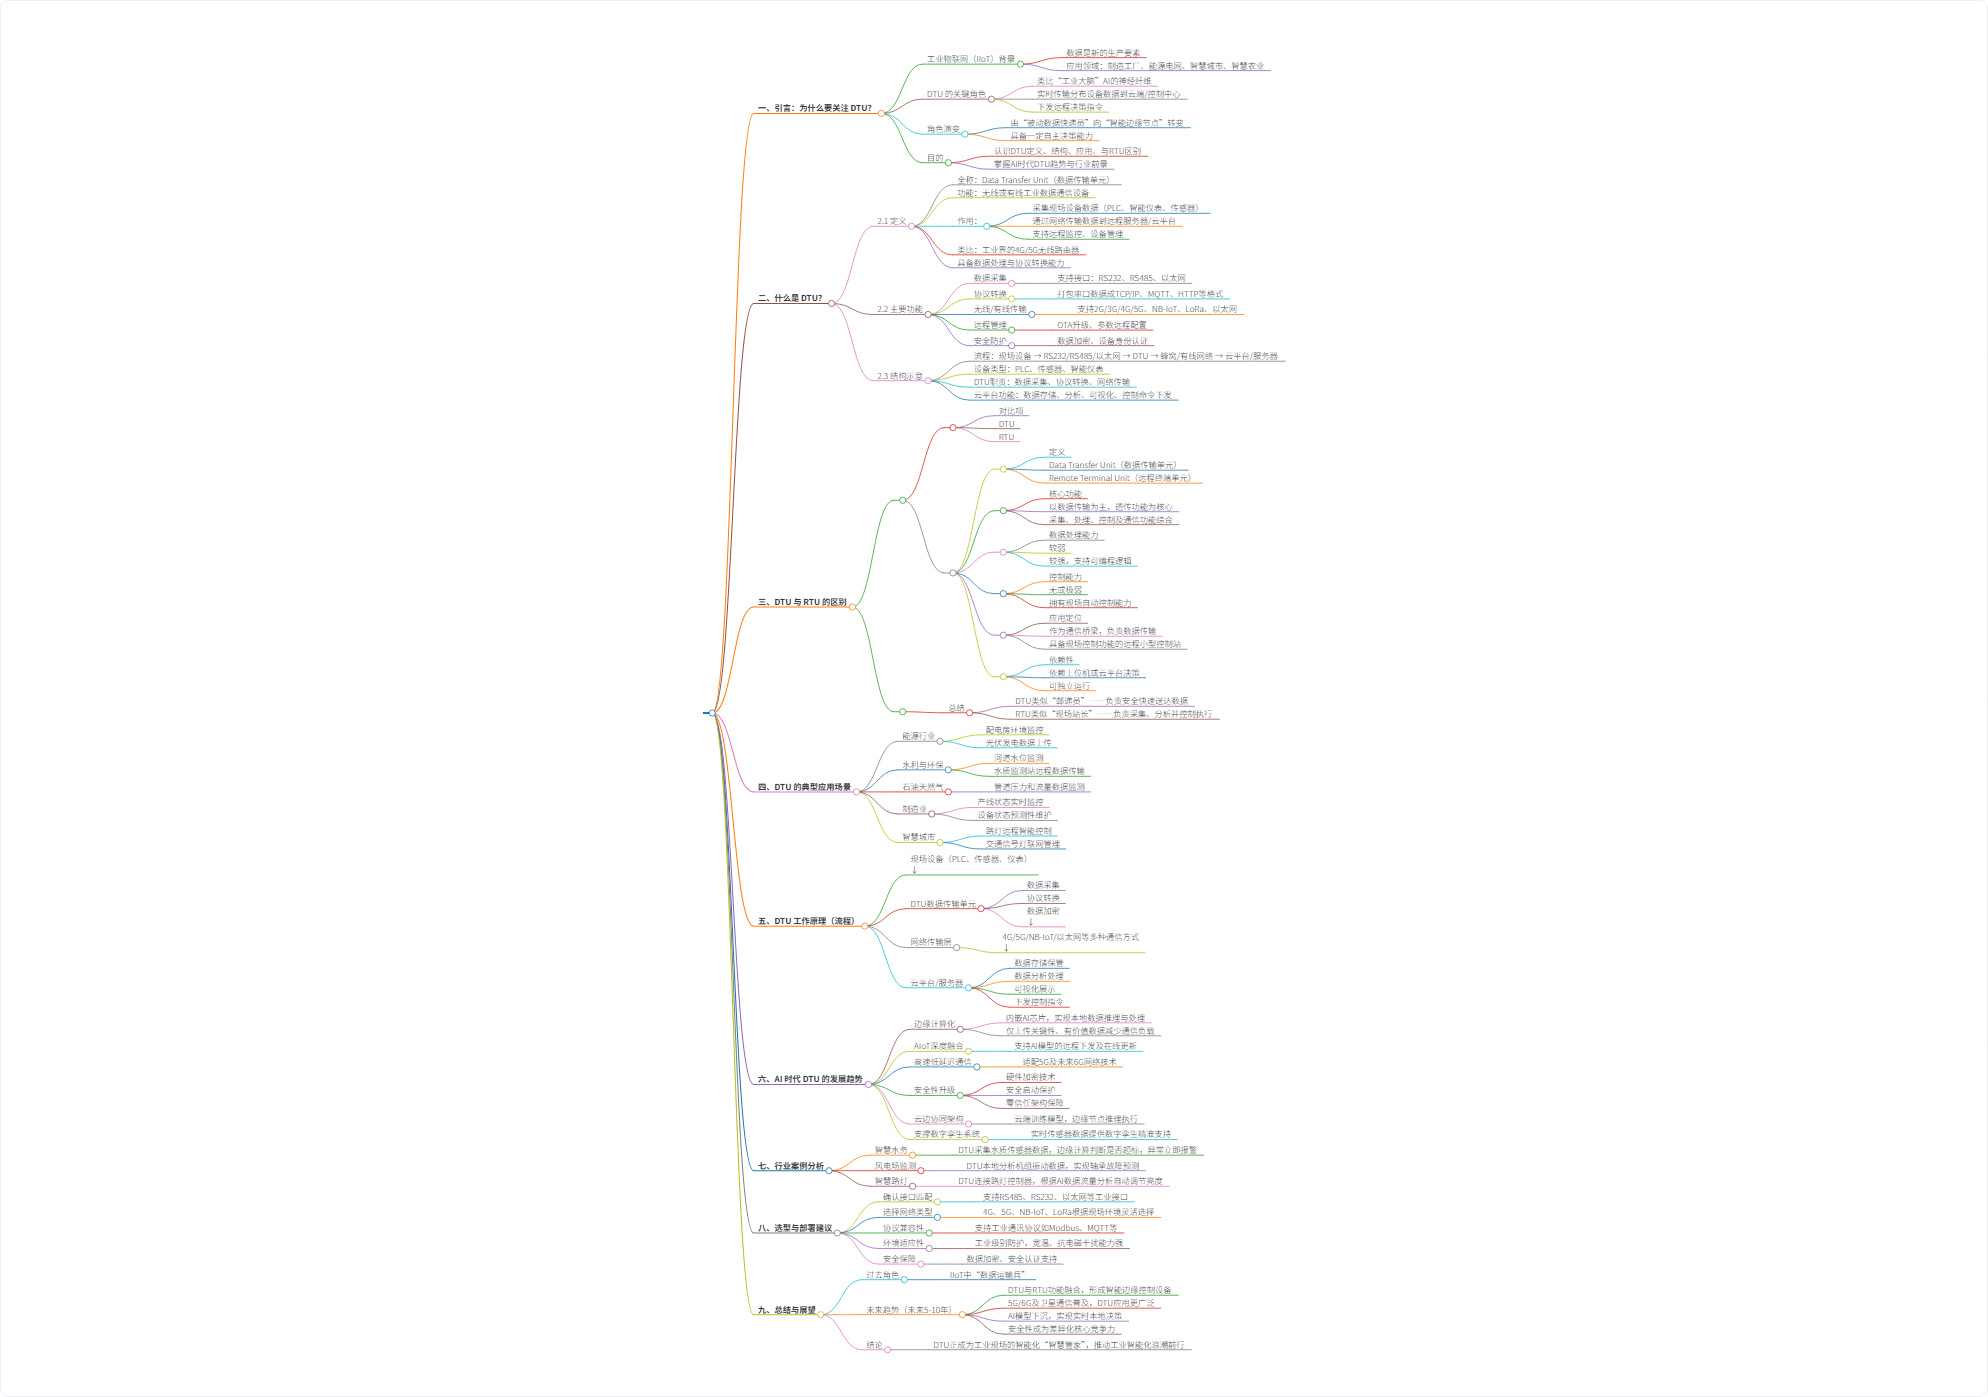 一、引言：为什么要关注 DTU？
工业物联网（IIoT）背景
数据是新的生产要素
应用领域：制造工厂、能源电网、智慧城市、智慧农业
DTU 的关键角色
类比“工业大脑”AI的神经纤维
实时传输分布设备数据到云端/控制中心
下发远程决策指令
角色演变
由“被动数据快递员”向“智能边缘节点”转变
具备一定自主决策能力
目的
认识DTU定义、结构、应用、与RTU区别
掌握AI时代DTU趋势与行业前景
二、什么是 DTU？
2.1 定义
全称：Data Transfer Unit（数据传输单元）
功能：无线或有线工业数据通信设备
作用：
采集现场设备数据（PLC、智能仪表、传感器）
通过网络传输数据到远程服务器/云平台
支持远程监控、设备管理
类比：工业界的4G/5G无线路由器
具备数据处理与协议转换能力
2.2 主要功能
数据采集
支持接口：RS232、RS485、以太网
协议转换
打包串口数据成TCP/IP、MQTT、HTTP等格式
无线/有线传输
支持2G/3G/4G/5G、NB-IoT、LoRa、以太网
远程管理
OTA升级、参数远程配置
安全防护
数据加密、设备身份认证
2.3 结构示意
流程：现场设备 → RS232/RS485/以太网 → DTU → 蜂窝/有线网络 → 云平台/服务器
设备类型：PLC、传感器、智能仪表
DTU职责：数据采集、协议转换、网络传输
云平台功能：数据存储、分析、可视化、控制命令下发
三、DTU 与 RTU 的区别
对比项
DTU
RTU
定义
Data Transfer Unit（数据传输单元）
Remote Terminal Unit（远程终端单元）
核心功能
以数据传输为主，透传功能为核心
采集、处理、控制及通信功能综合
数据处理能力
较弱
较强，支持可编程逻辑
控制能力
无或极弱
拥有现场自动控制能力
应用定位
作为通信桥梁，负责数据传输
具备现场控制功能的远程小型控制站
依赖性
依赖上位机或云平台决策
可独立运行
总结
DTU类似“邮递员”——负责安全快速送达数据
RTU类似“现场站长”——负责采集、分析并控制执行
四、DTU 的典型应用场景
能源行业
配电房环境监控
光伏发电数据上传
水利与环保
河道水位监测
水质监测站远程数据传输
石油天然气
管道压力和流量数据监测
制造业
产线状态实时监控
设备状态预测性维护
智慧城市
路灯远程智能控制
交通信号灯联网管理
五、DTU 工作原理（流程）
现场设备（PLC、传感器、仪表）
↓
DTU数据传输单元
数据采集
协议转换
数据加密
↓
网络传输层
4G/5G/NB-IoT/以太网等多种通信方式
↓
云平台/服务器
数据存储保管
数据分析处理
可视化展示
下发控制指令
六、AI 时代 DTU 的发展趋势
边缘计算化
内嵌AI芯片，实现本地数据推理与处理
仅上传关键性、有价值数据减少通信负载
AIoT深度融合
支持AI模型的远程下发及在线更新
高速低延迟通信
适配5G及未来6G网络技术
安全性升级
硬件加密技术
安全启动保护
零信任架构保障
云边协同架构
云端训练模型，边缘节点推理执行
支撑数字孪生系统
实时传感器数据提供数字孪生精准支持
七、行业案例分析
智慧水务
DTU采集水质传感器数据，边缘计算判断是否超标，异常立即报警
风电场监测
DTU本地分析机组振动数据，实现轴承故障预测
智慧路灯
DTU连接路灯控制器，根据AI数据流量分析自动调节亮度
八、选型与部署建议
确认接口匹配
支持RS485、RS232、以太网等工业接口
选择网络类型
4G、5G、NB-IoT、LoRa根据现场环境灵活选择
协议兼容性
支持工业通讯协议如Modbus、MQTT等
环境适应性
工业级别防护，宽温、抗电磁干扰能力强
安全保障
数据加密、安全认证支持
九、总结与展望
过去角色
IIoT中“数据运输兵”
未来趋势（未来5-10年）
DTU与RTU功能融合，形成智能边缘控制设备
5G/6G及卫星通信普及，DTU应用更广泛
AI模型下沉，实现实时本地决策
安全性成为差异化核心竞争力
结论
DTU正成为工业现场的智能化“智慧管家”，推动工业智能化浪潮前行